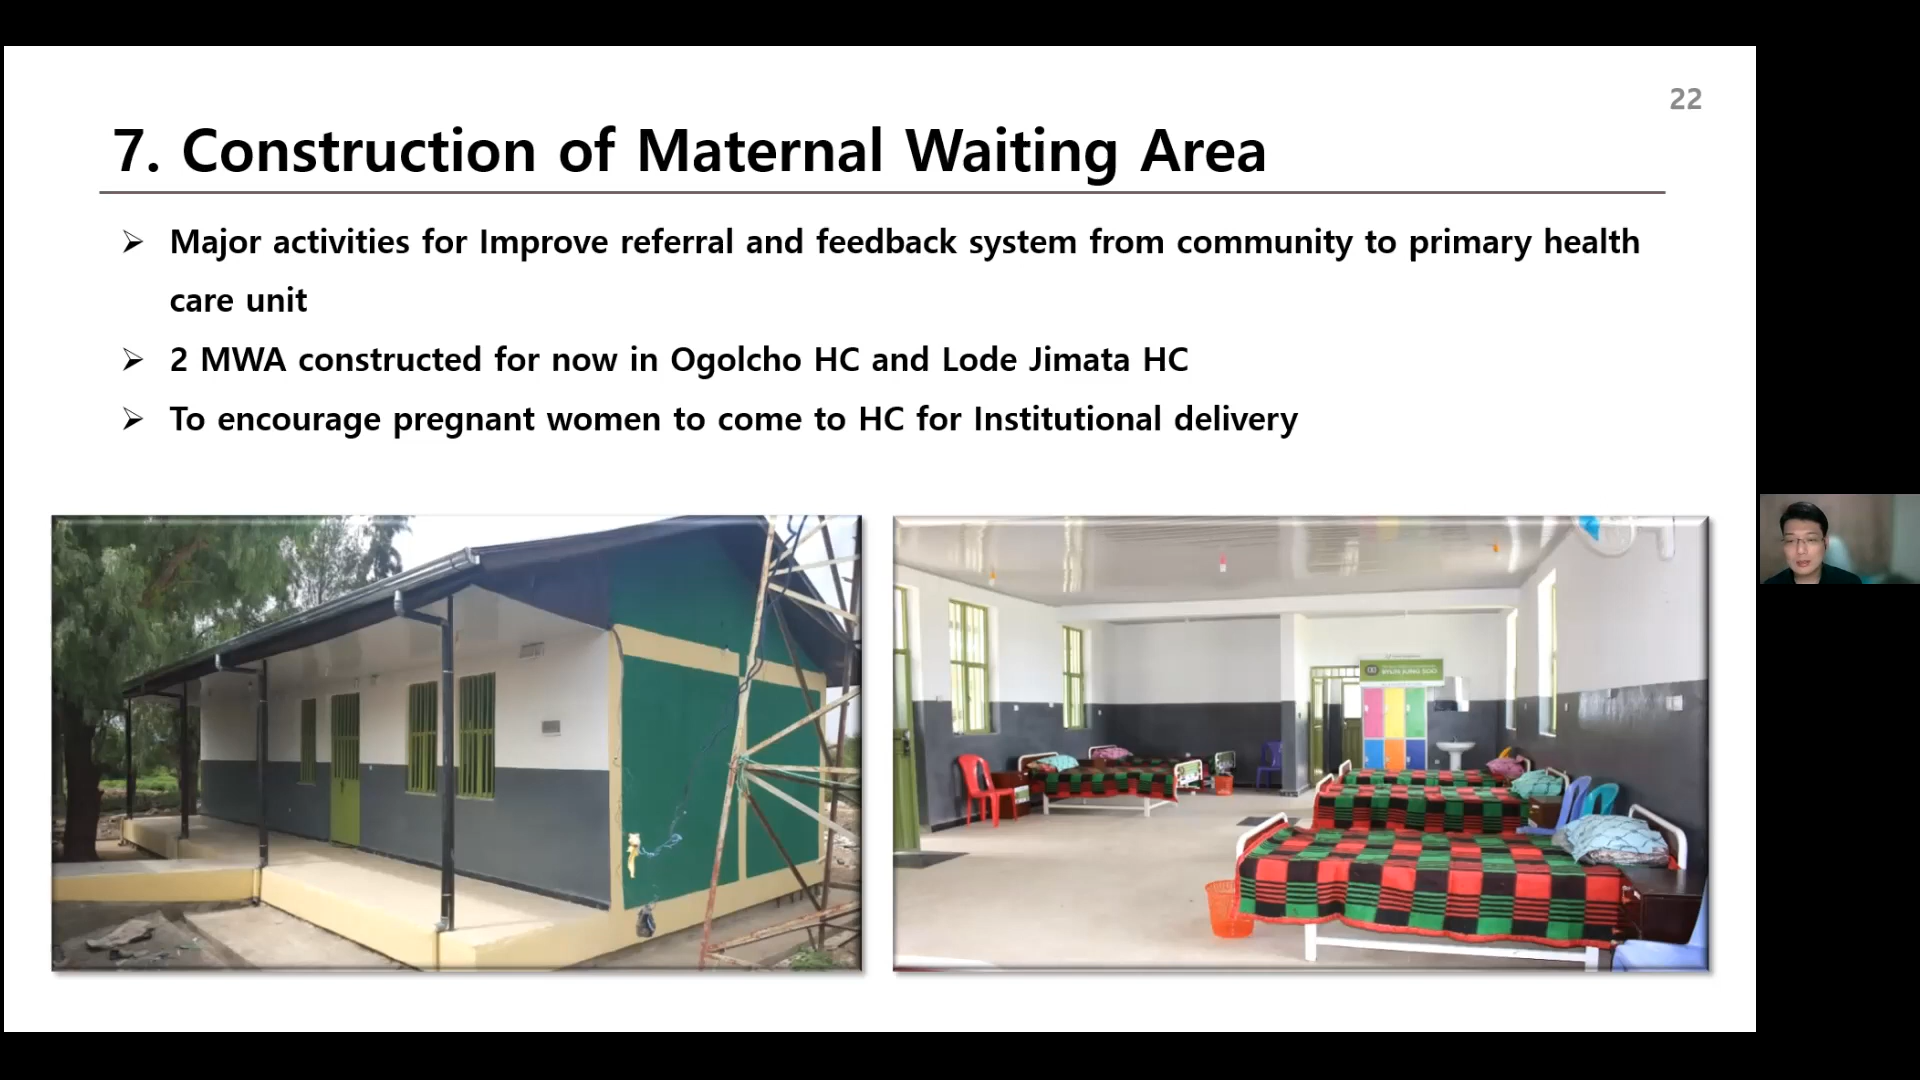 22
7. Construction of Maternal Waiting Area
Major activities for Improve referral and feedback system from community to primary health
care unit
2 MWA constructed for now in Ogolcho HC and Lode Jimata HC
To encourage pregnant women to come to HC for Institutional delivery